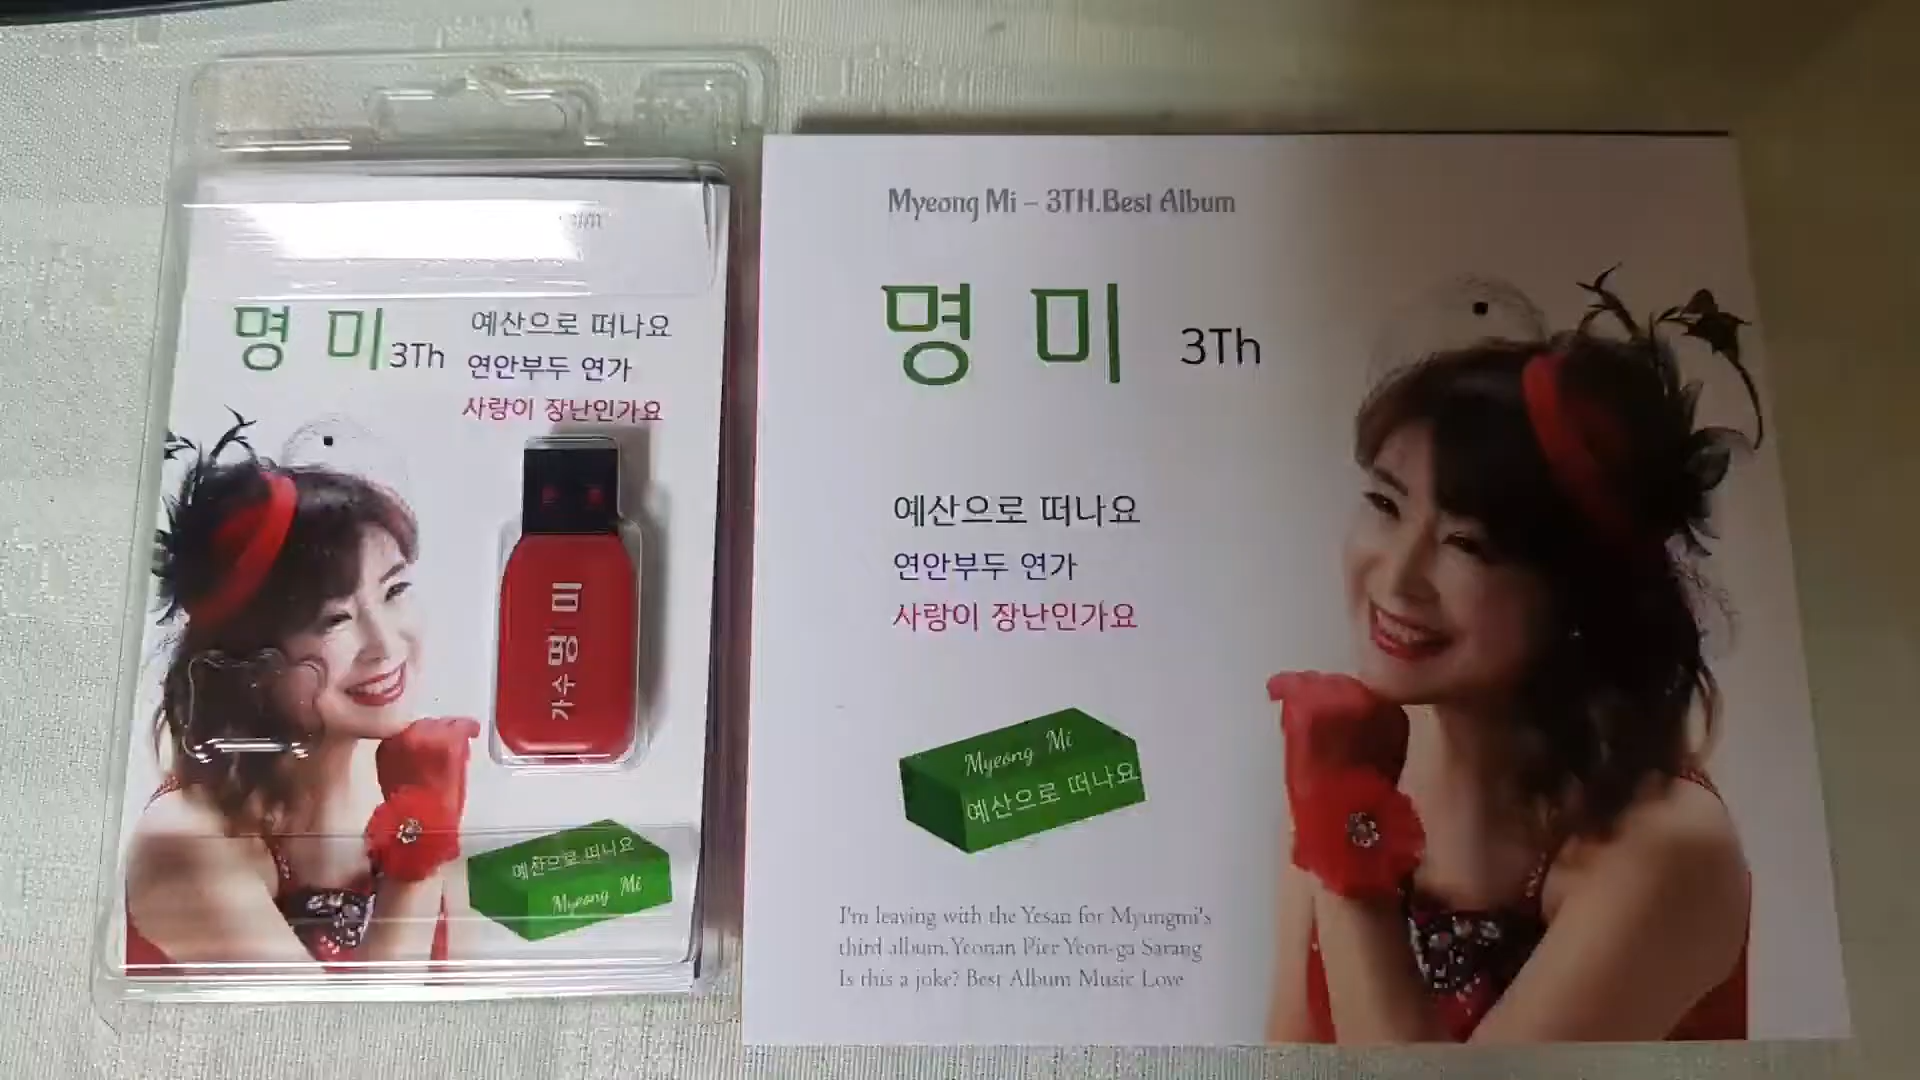 명 미 3Th
예산으로 떠나요
연안부두 연가
사랑이 장난인가요
가수 명 미
예산으로 떠나요
Myeong Mi
Myeong Mi – 3TH.Best Album
명 미 3Th
예산으로 떠나요
연안부두 연가
사랑이 장난인가요
Myeong Mi
예산으로 떠나요
I'm leaving with the Yesan for Myungmi's
third album.Yeonan Pier Yeon-ga Sarang
Is this a joke? Best Album Music Love